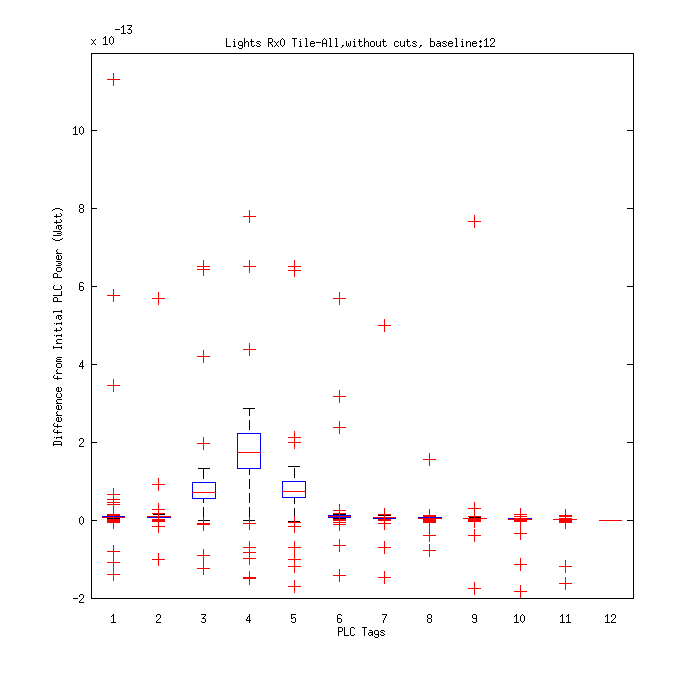 Lights Rx0 Tile-All,without cuts, baseline:12
x 10^-13
10
8
6
4
2
0
-2
Difference from Initial PLC Power (Watt)
1 2 3 4 5 6 7 8 9 10 11 12
PLC Tags